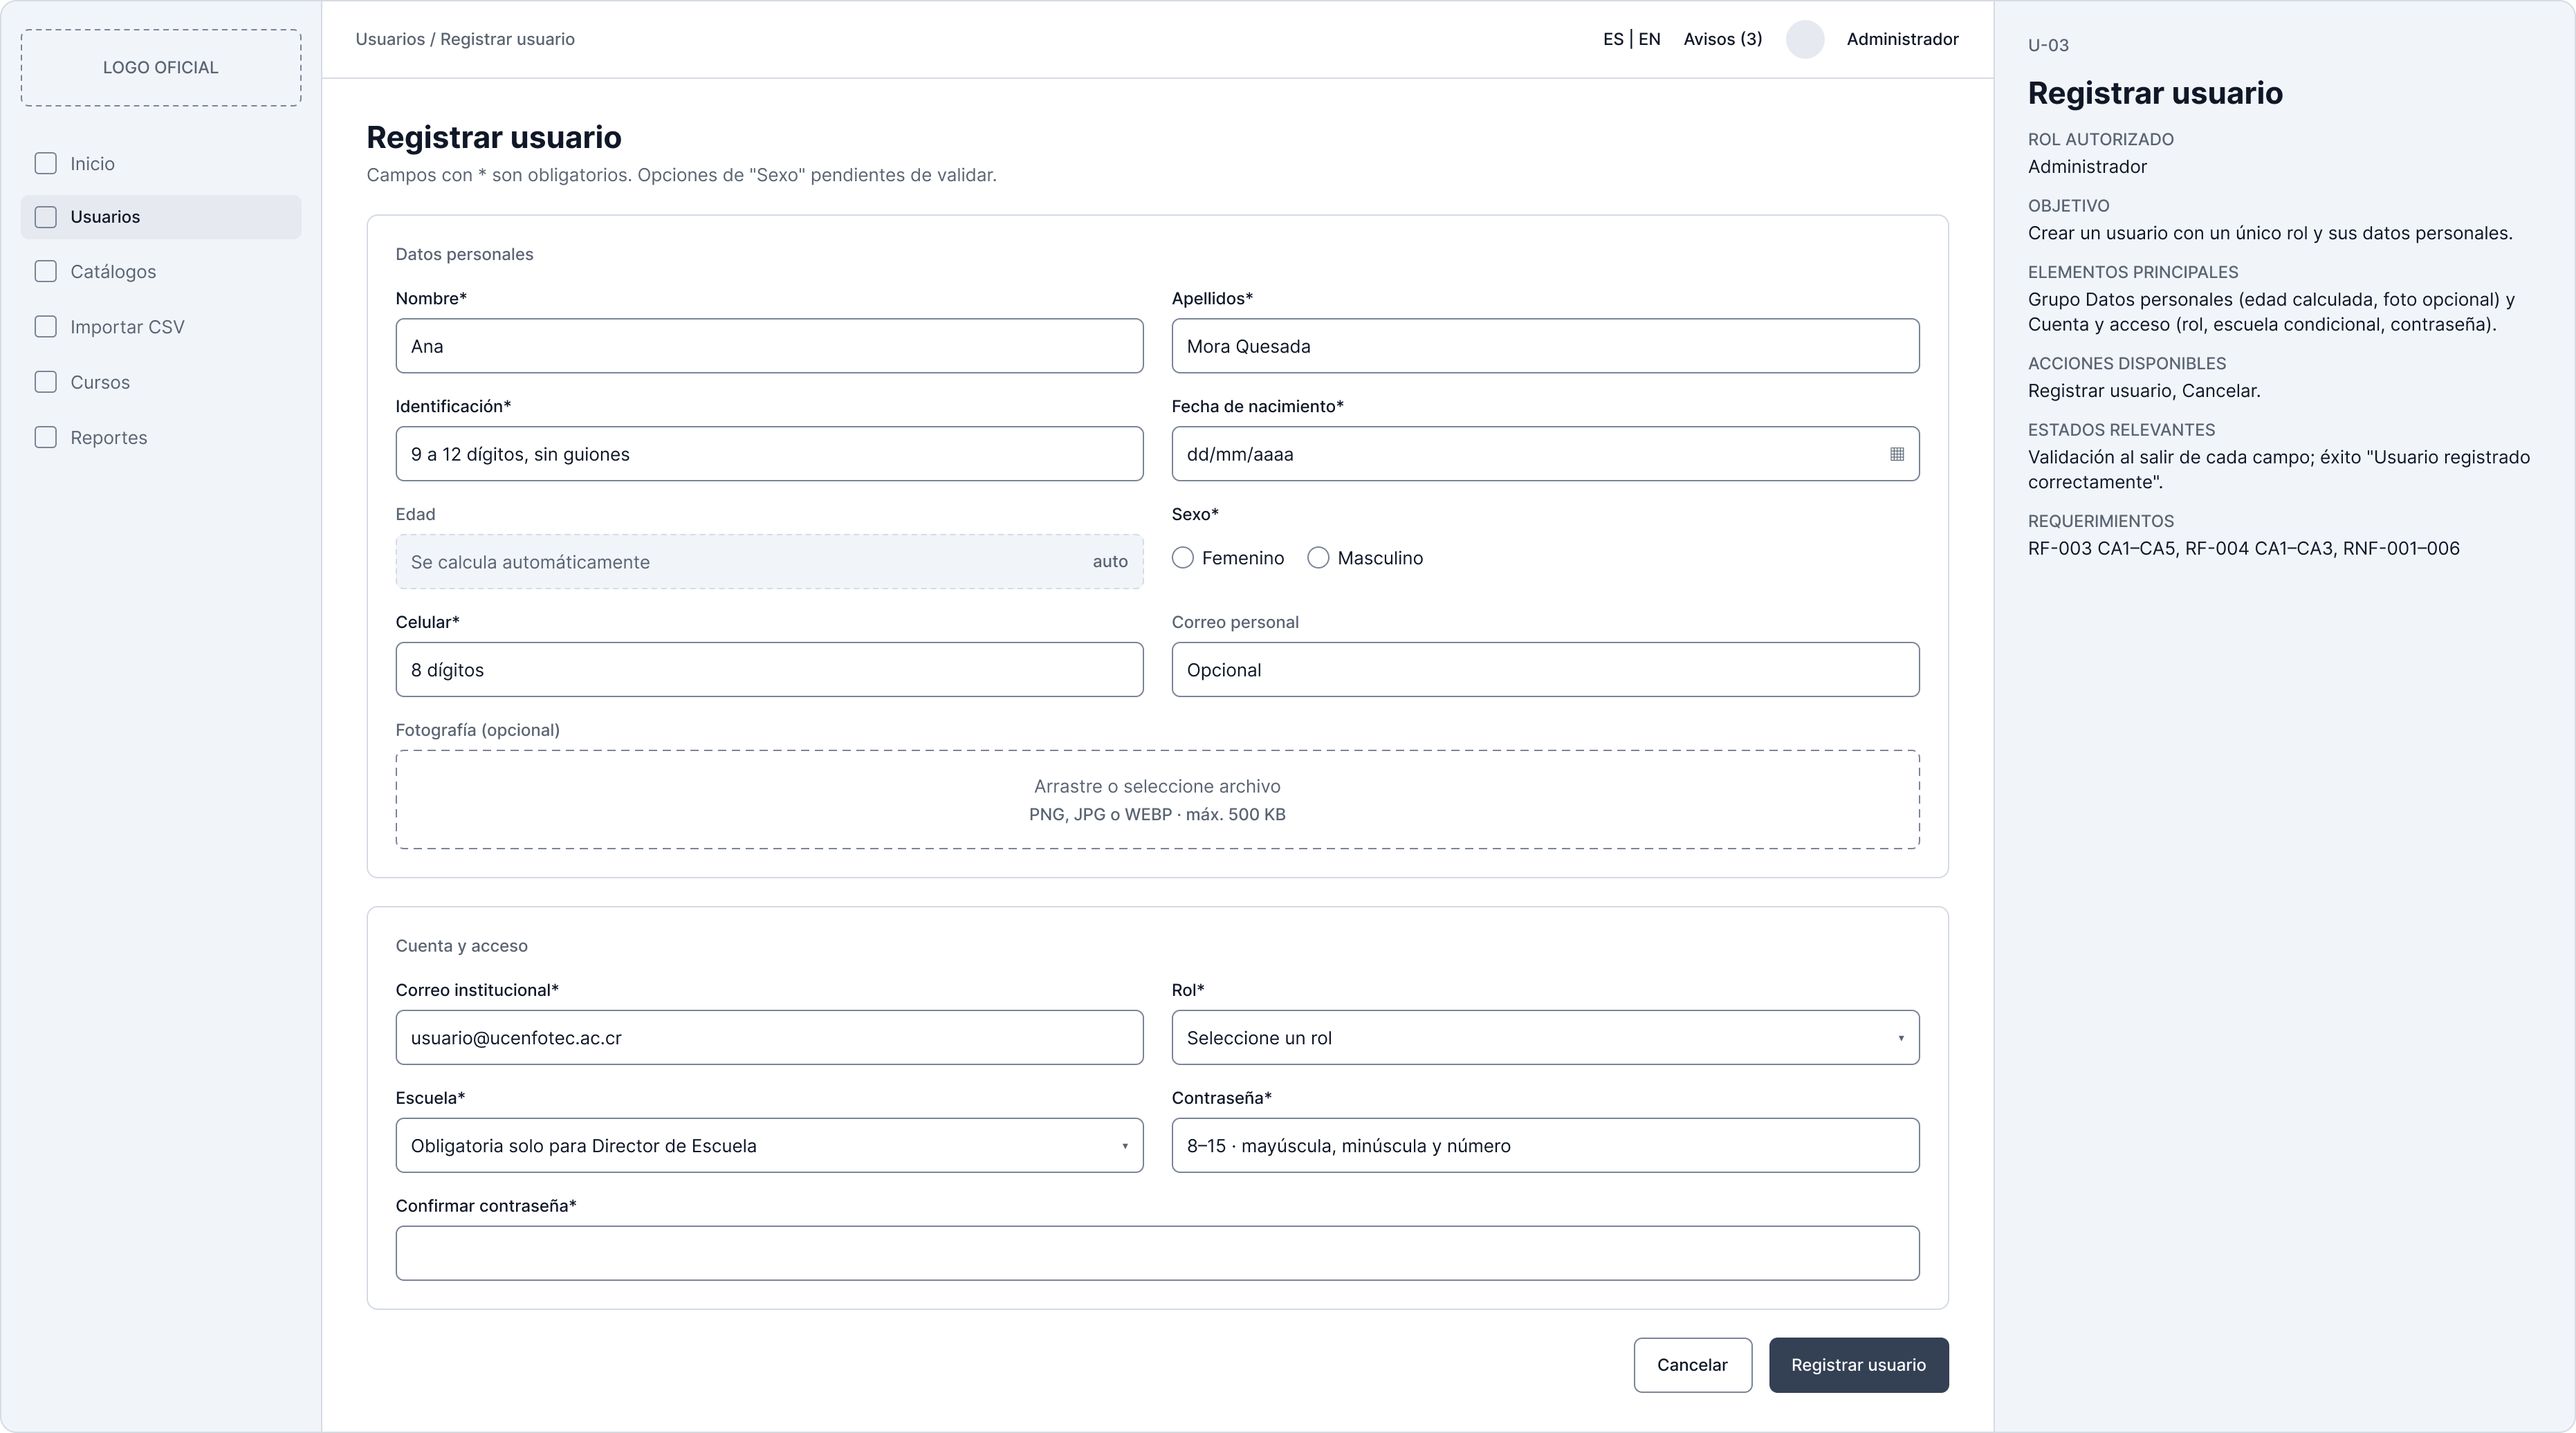 LOGO OFICIAL
Inicio
Usuarios
Catálogos
Importar CSV
Cursos
Reportes
Usuarios / Registrar usuario
ES | EN
Avisos (3)
Administrador
Registrar usuario
Campos con * son obligatorios. Opciones de "Sexo" pendientes de validar.
Datos personales
Nombre*
Ana
Apellidos*
Mora Quesada
Identificación*
9 a 12 dígitos, sin guiones
Fecha de nacimiento*
dd/mm/aaaa
Edad
Se calcula automáticamente
auto
Sexo*
Femenino
Masculino
Celular*
8 dígitos
Correo personal
Opcional
Fotografía (opcional)
Arrastre o seleccione archivo
PNG, JPG o WEBP · máx. 500 KB
Cuenta y acceso
Correo institucional*
usuario@ucenfotec.ac.cr
Rol*
Seleccione un rol
Escuela*
Obligatoria solo para Director de Escuela
Contraseña*
8–15 · mayúscula, minúscula y número
Confirmar contraseña*
Cancelar
Registrar usuario
U-03
Registrar usuario
ROL AUTORIZADO
Administrador
OBJETIVO
Crear un usuario con un único rol y sus datos personales.
ELEMENTOS PRINCIPALES
Grupo Datos personales (edad calculada, foto opcional) y
Cuenta y acceso (rol, escuela condicional, contraseña).
ACCIONES DISPONIBLES
Registrar usuario, Cancelar.
ESTADOS RELEVANTES
Validación al salir de cada campo; éxito "Usuario registrado
correctamente".
REQUERIMIENTOS
RF-003 CA1–CA5, RF-004 CA1–CA3, RNF-001–006